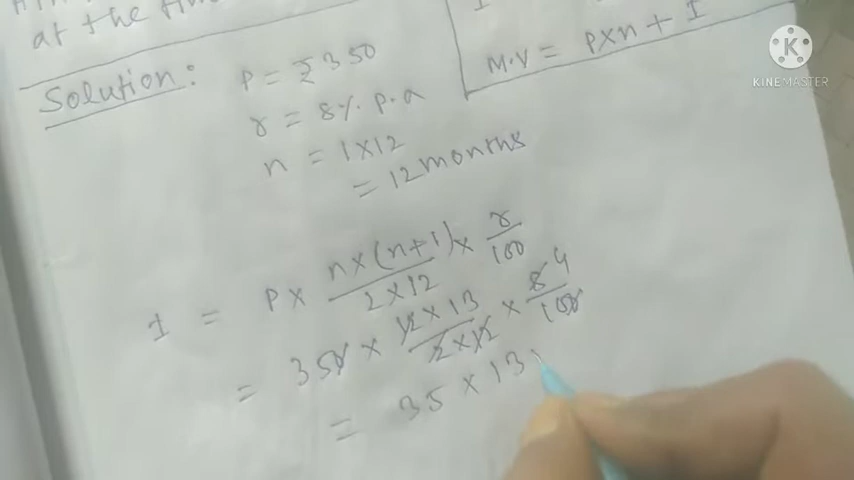 at the
I
M.V = P×n + I
KINEMASTER
Solution:
P = ₹350
r = 8% p.a
n = 1×12
= 12 months
I = P × n×(n+1)/2×12 × r/100
= 350 × 12×13/2×12 × 8/100 4
= 35 × 13